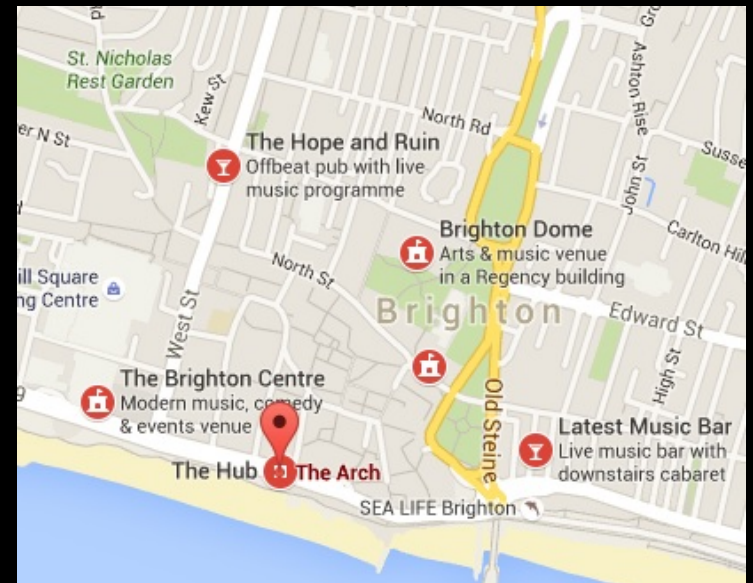 St. Nicholas
Rest Garden
Kew St
North Rd
Ashton Rise
er N St
The Hope and Ruin
Offbeat pub with live
music programme
Susse
John St
Brighton Dome
Arts & music venue
in a Regency building
Carlton Hil
North St
ill Square
ng Centre
Brighton
Edward St
West St
High St
The Brighton Centre
Modern music, comedy
& events venue
9
Old Steine
Latest Music Bar
Live music bar with
downstairs cabaret
The Hub
The Arch
SEA LIFE Brighton